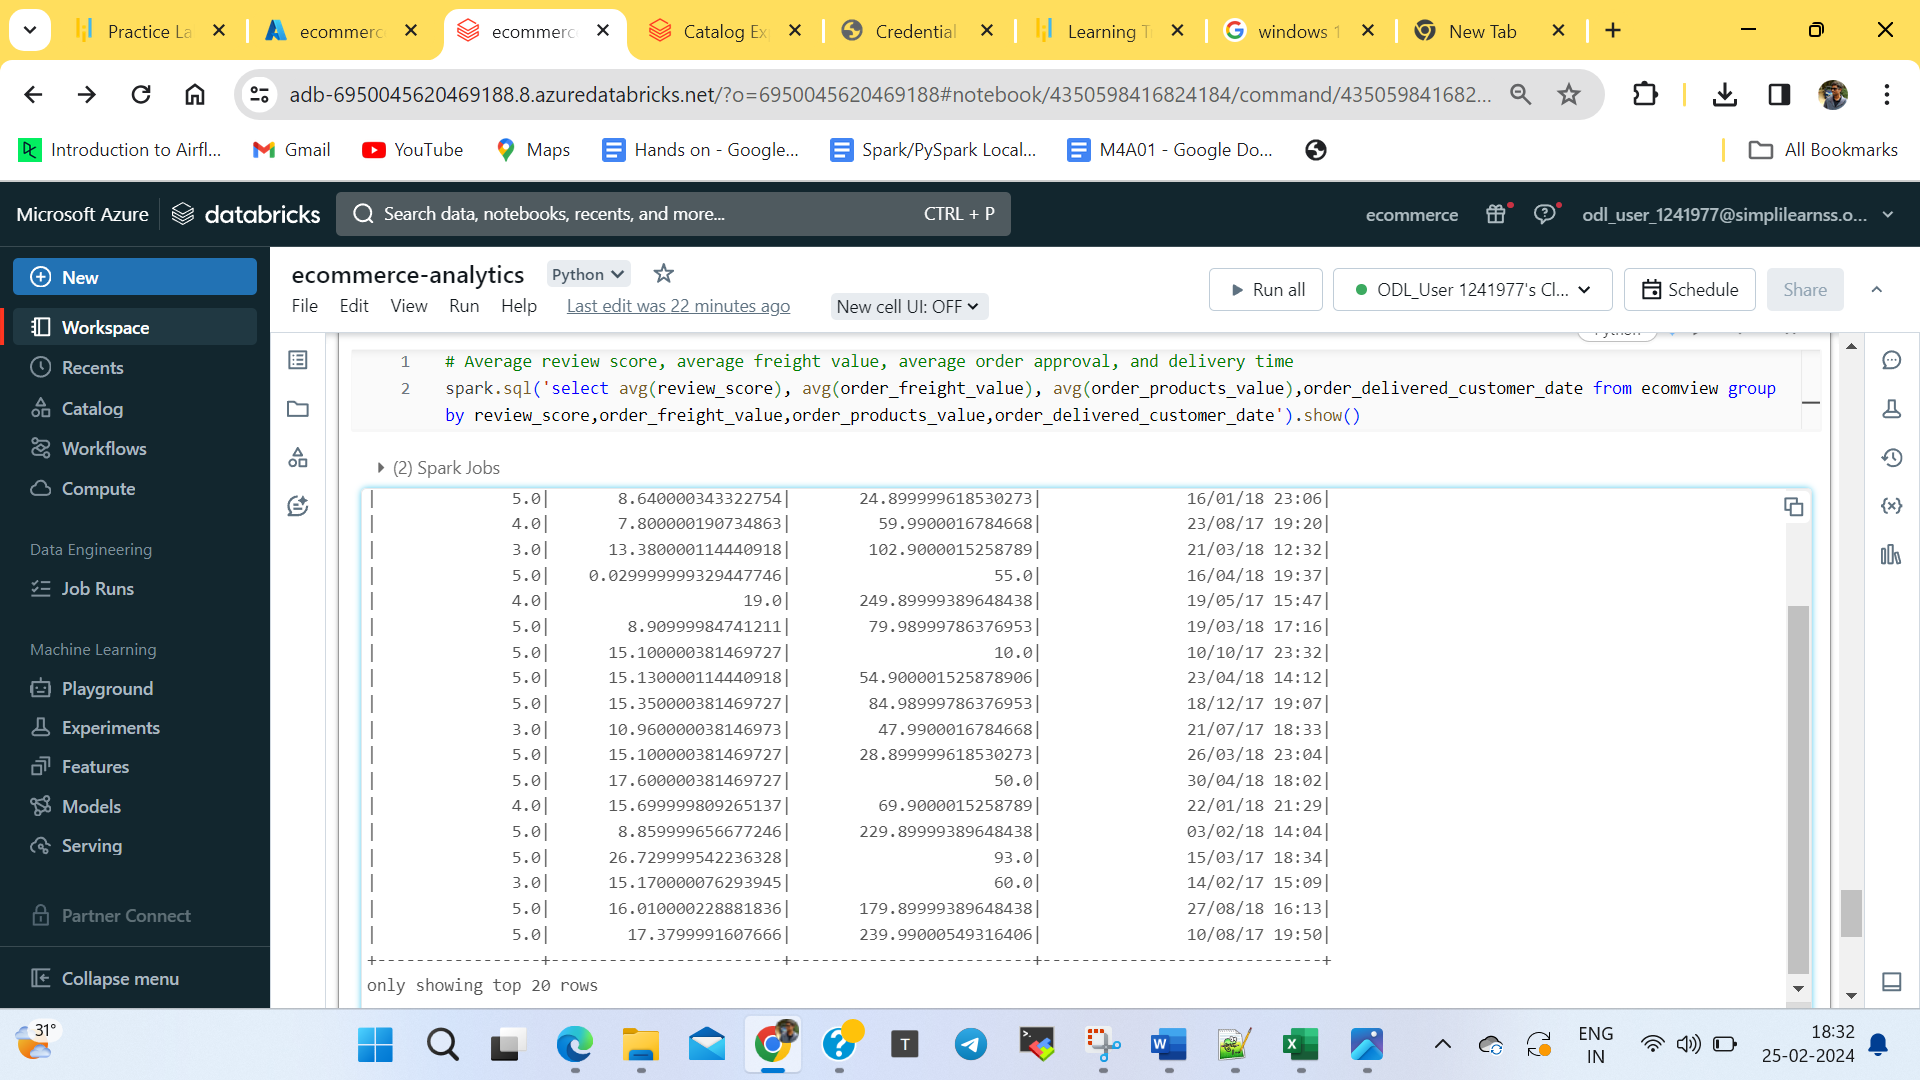 Practice La
ecommerc
ecommerc
Catalog Ex
Credential
Learning T
windows 1
New Tab
adb-6950045620469188.8.azuredatabricks.net/?o=6950045620469188#notebook/4350598416824184/command/435059841682...
Introduction to Airfl...
Gmail
YouTube
Maps
Hands on - Google...
Spark/PySpark Local...
M4A01 - Google Do...
All Bookmarks
Microsoft Azure
databricks
Search data, notebooks, recents, and more...
CTRL + P
ecommerce
odl_user_1241977@simplilearnss.o...
New
Workspace
Recents
Catalog
Workflows
Compute
Data Engineering
Job Runs
Machine Learning
Playground
Experiments
Features
Models
Serving
Partner Connect
Collapse menu
ecommerce-analytics
Python
File Edit View Run Help
Last edit was 22 minutes ago
New cell UI: OFF
Run all
ODL_User 1241977's Cl...
Schedule
Share
1 # Average review score, average freight value, average order approval, and delivery time
2 spark.sql('select avg(review_score), avg(order_freight_value), avg(order_products_value),order_delivered_customer_date from ecomview group
by review_score,order_freight_value,order_products_value,order_delivered_customer_date').show()
(2) Spark Jobs
| 5.0| 8.640000343322754| 24.899999618530273| 16/01/18 23:06|
| 4.0| 7.800000190734863| 59.9900016784668| 23/08/17 19:20|
| 3.0| 13.380000114440918| 102.9000015258789| 21/03/18 12:32|
| 5.0| 0.029999999329447746| 55.0| 16/04/18 19:37|
| 4.0| 19.0| 249.89999389648438| 19/05/17 15:47|
| 5.0| 8.90999984741211| 79.98999786376953| 19/03/18 17:16|
| 5.0| 15.100000381469727| 10.0| 10/10/17 23:32|
| 5.0| 15.130000114440918| 54.900001525878906| 23/04/18 14:12|
| 5.0| 15.350000381469727| 84.98999786376953| 18/12/17 19:07|
| 3.0| 10.960000038146973| 47.9900016784668| 21/07/17 18:33|
| 5.0| 15.100000381469727| 28.899999618530273| 26/03/18 23:04|
| 5.0| 17.600000381469727| 50.0| 30/04/18 18:02|
| 4.0| 15.699999809265137| 69.9000015258789| 22/01/18 21:29|
| 5.0| 8.859999656677246| 229.89999389648438| 03/02/18 14:04|
| 5.0| 26.729999542236328| 93.0| 15/03/17 18:34|
| 3.0| 15.170000076293945| 60.0| 14/02/17 15:09|
| 5.0| 16.010000228881836| 179.89999389648438| 27/08/18 16:13|
| 5.0| 17.3799991607666| 239.99000549316406| 10/08/17 19:50|
+-----------------+-------------------------+--------------------------+------------------------------+
only showing top 20 rows
31°
ENG
IN
18:32
25-02-2024